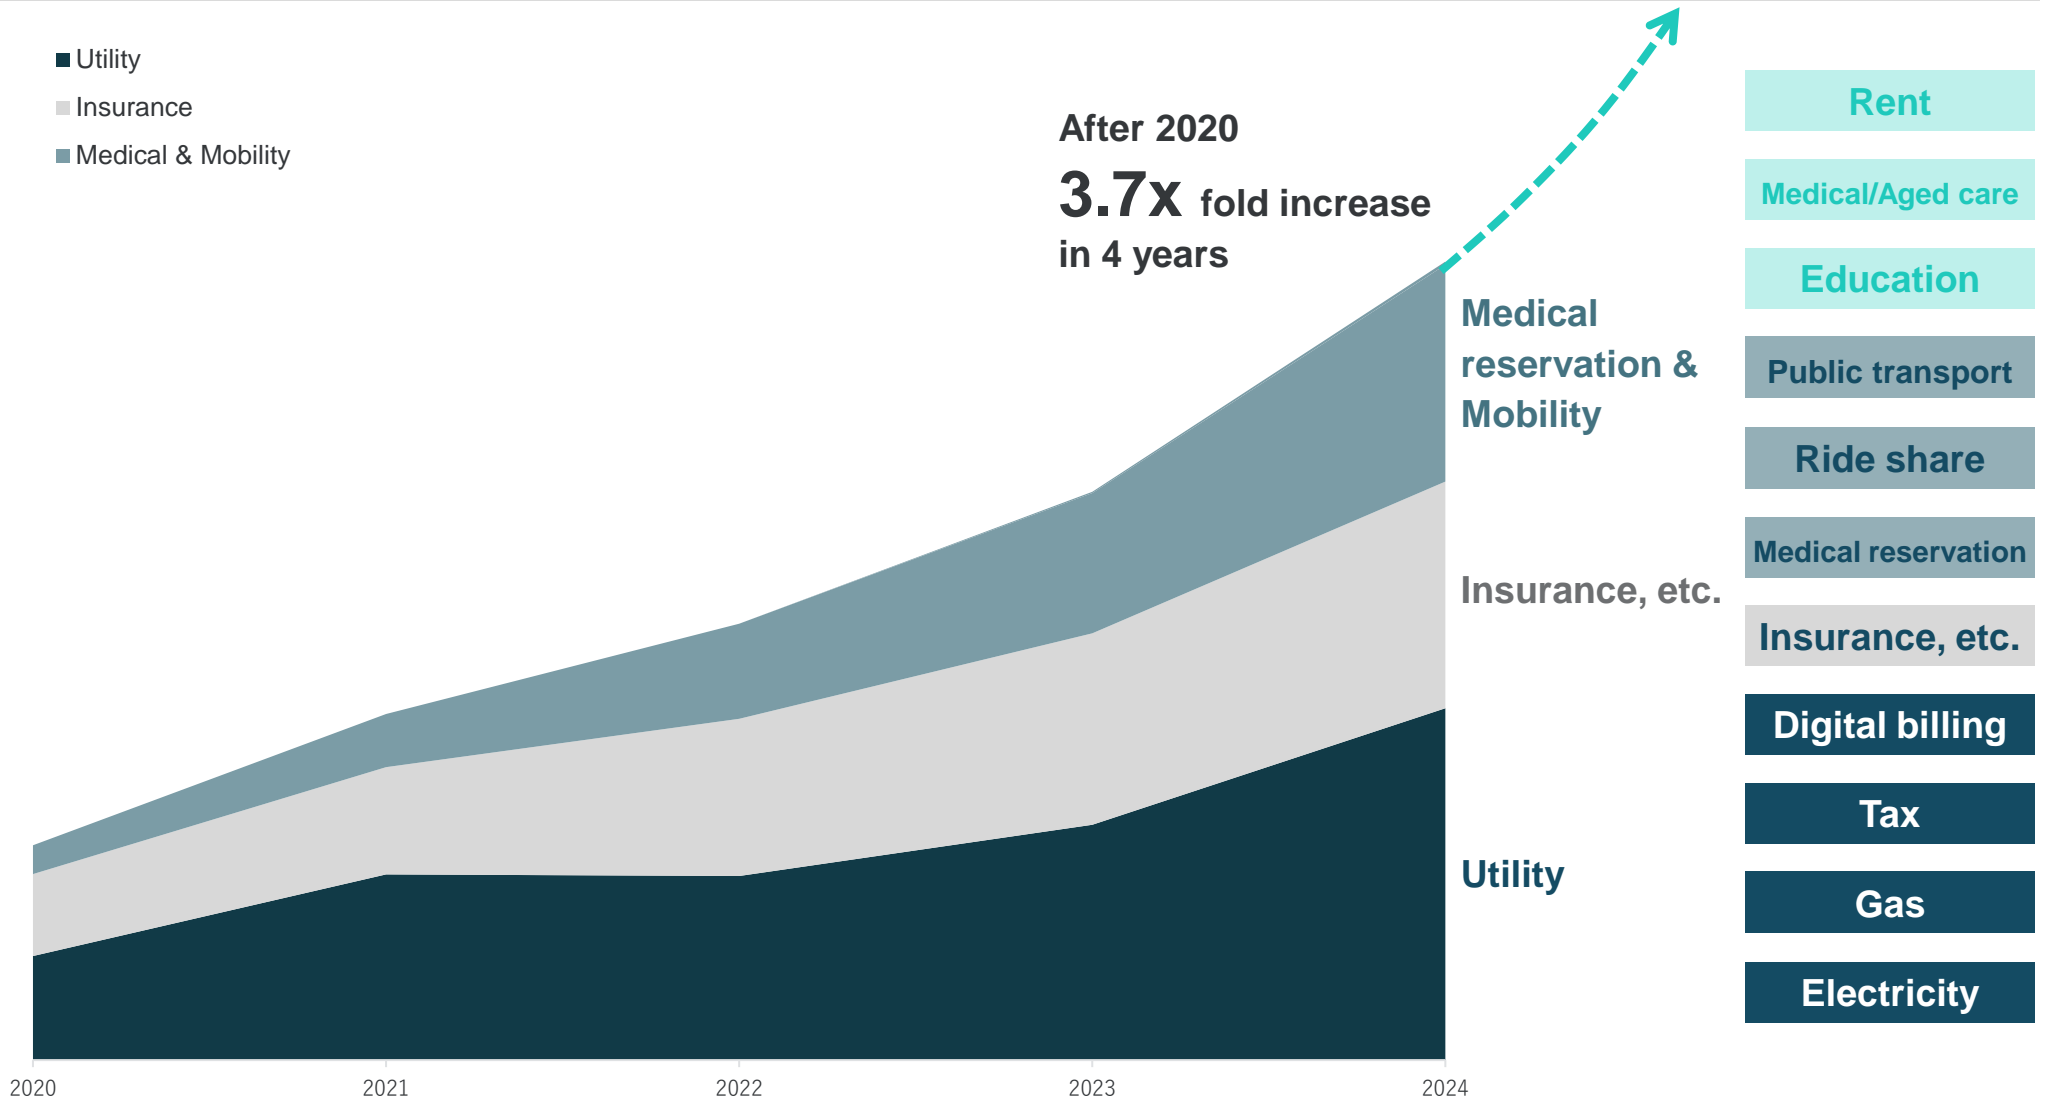 Utility
Insurance
Medical & Mobility
After 2020
3.7x fold increase
in 4 years
Medical
reservation &
Mobility
Insurance, etc.
Utility
Rent
Medical/Aged care
Education
Public transport
Ride share
Medical reservation
Insurance, etc.
Digital billing
Tax
Gas
Electricity
2020
2021
2022
2023
2024